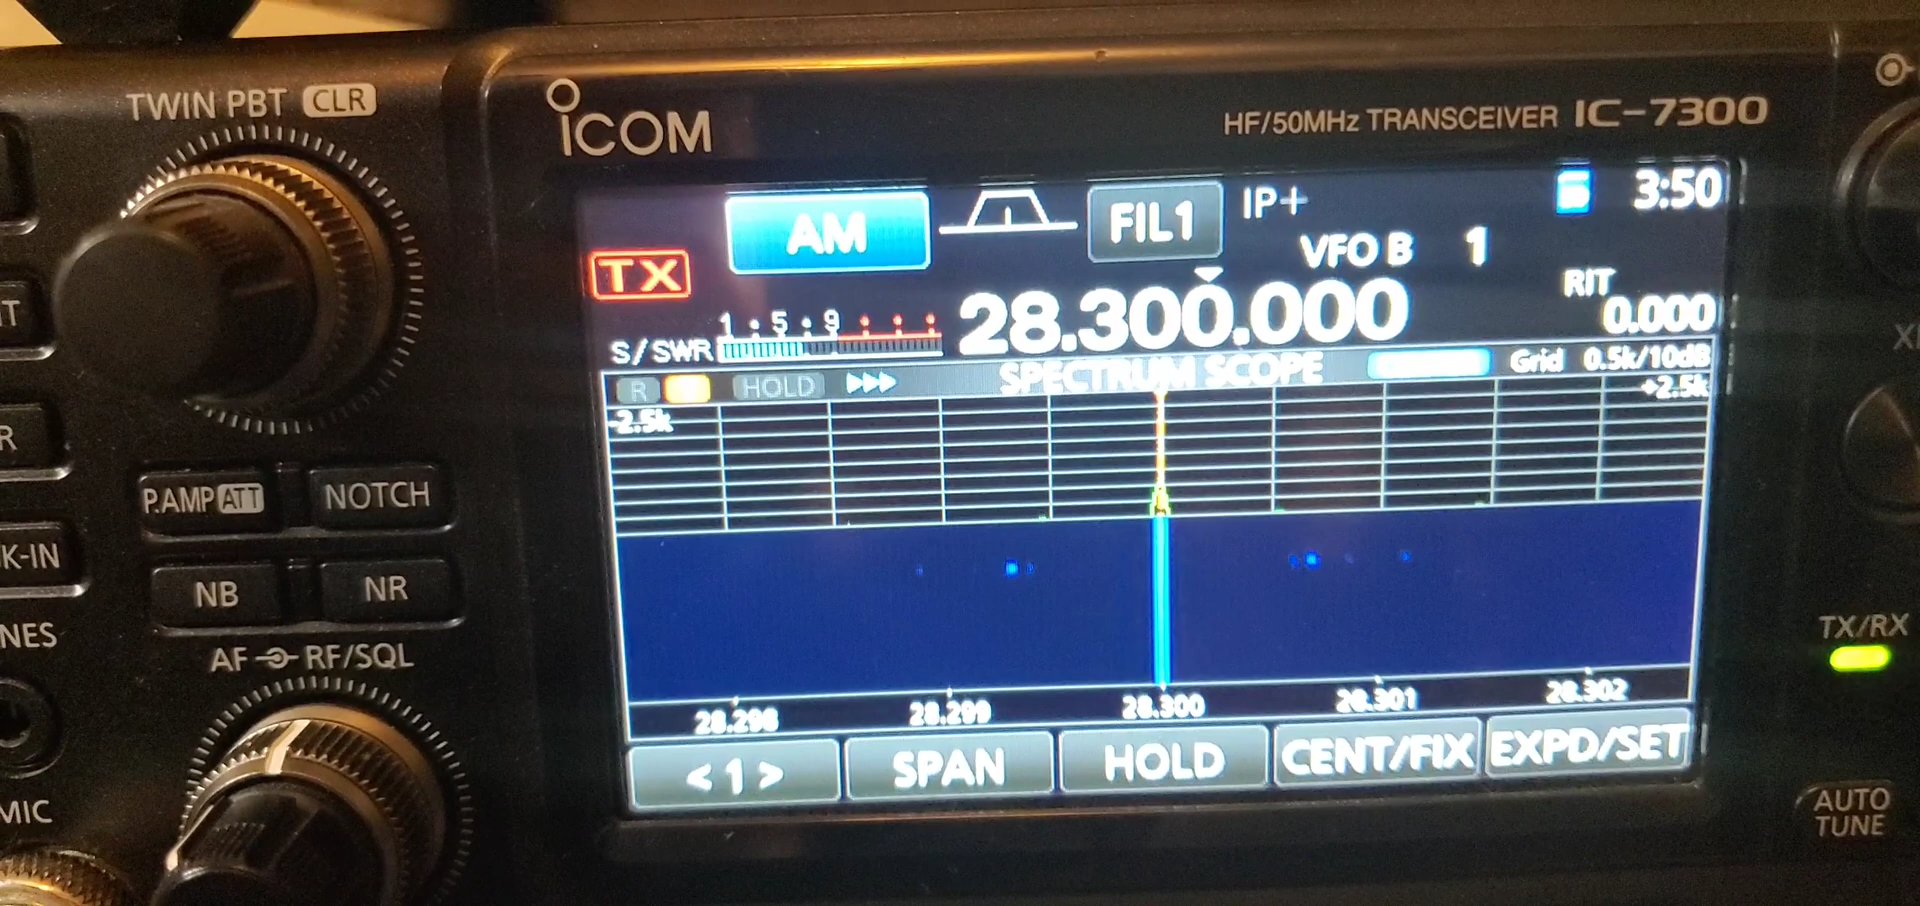 TWIN PBT CLR
ICOM
HF/50MHz TRANSCEIVER IC-7300
AM
FIL1
IP+
3:50
TX
VFO B 1
28.300.000
RIT
0.000
1 5 9
S/SWR
R
HOLD
SPECTRUM SCOPE
Grid 0.5k/10dB
-2.5k
+2.5k
28.298
28.299
28.300
28.301
28.302
<1>
SPAN
HOLD
CENT/FIX
EXPD/SET
P.AMP ATT
NOTCH
K-IN
NB
NR
NES
AF
RF/SQL
MIC
TX/RX
AUTO
TUNE